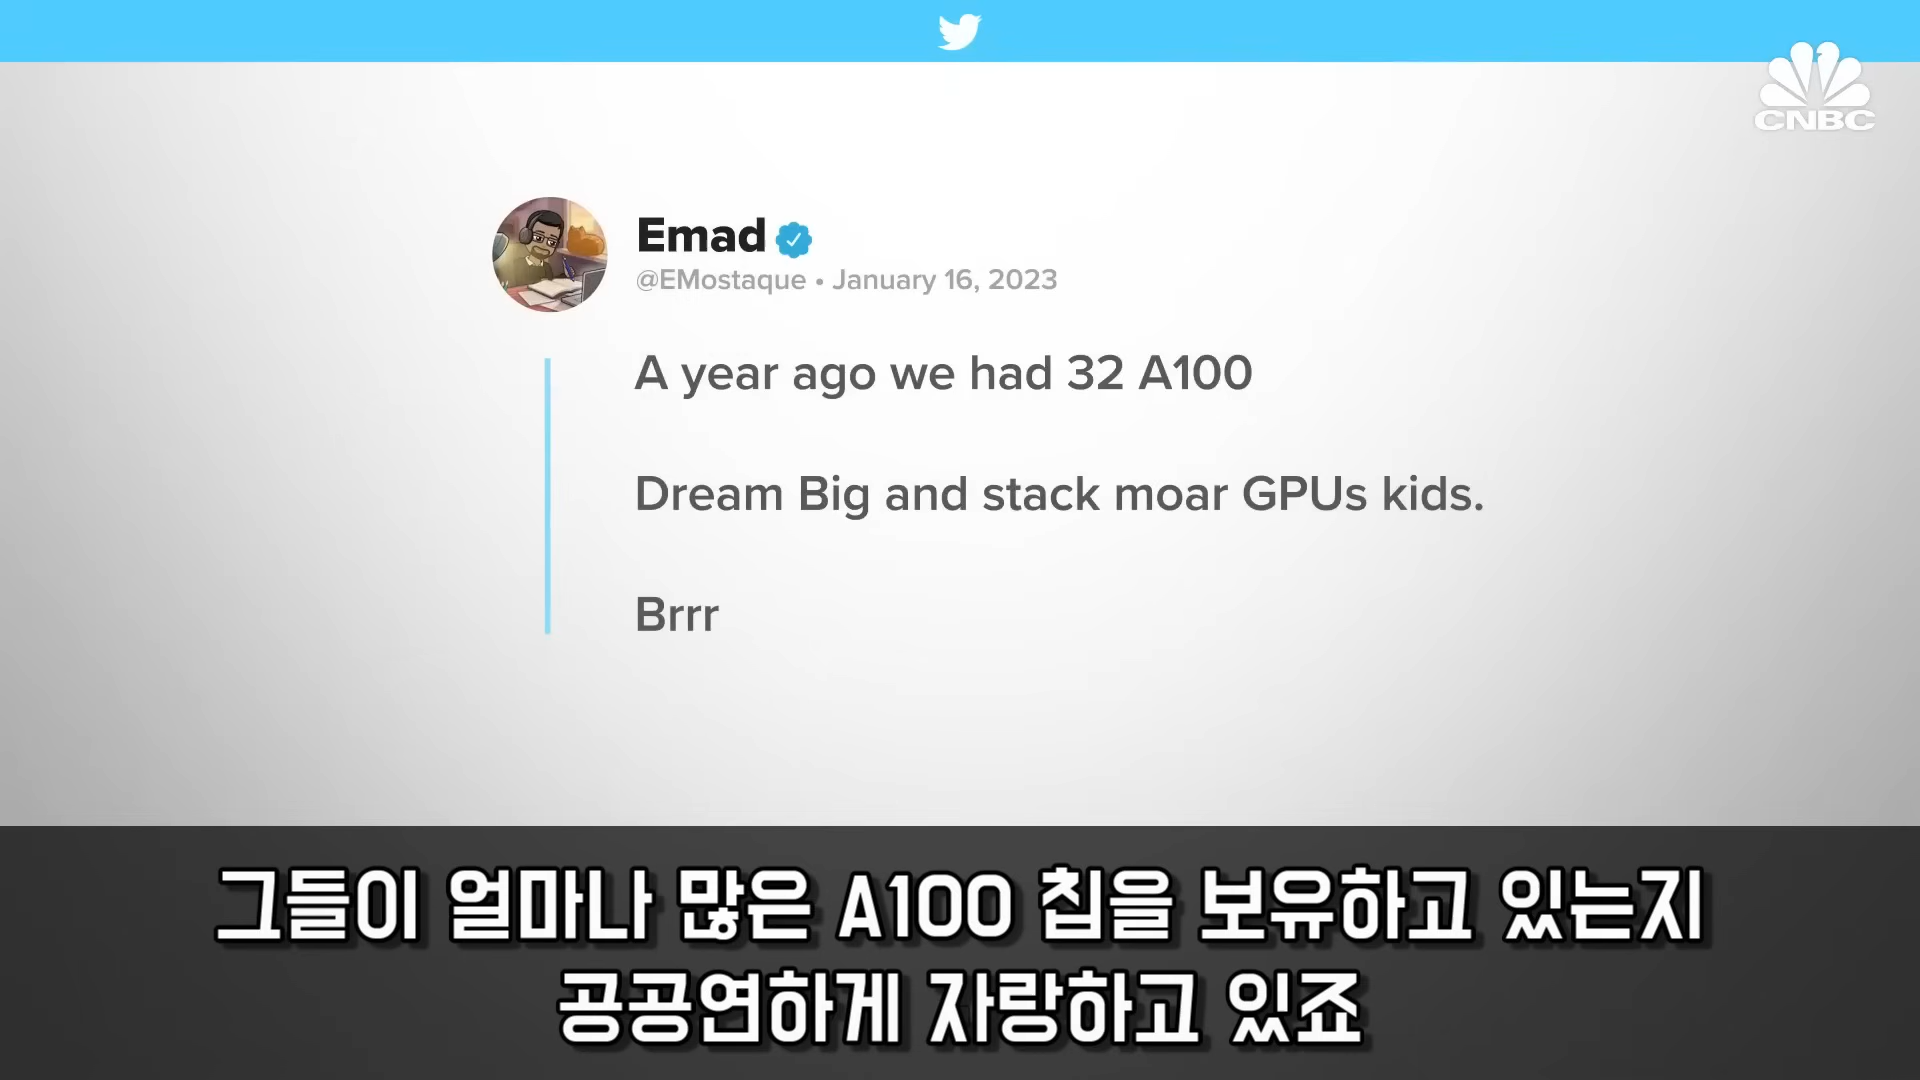 CNBC
Emad
@EMostaque • January 16, 2023
A year ago we had 32 A100
Dream Big and stack moar GPUs kids.
Brrr
그들이 얼마나 많은 A100 칩을 보유하고 있는지
공공연하게 자랑하고 있죠